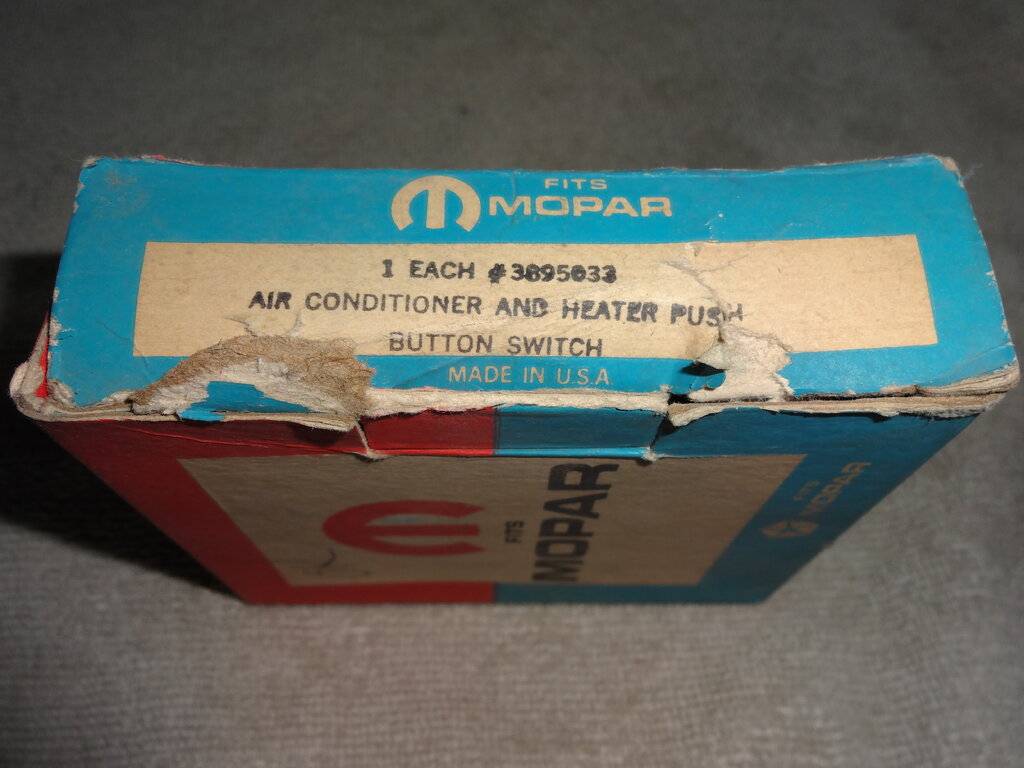 FITS
MOPAR
1 EACH #3895033
AIR CONDITIONER AND HEATER PUSH
BUTTON SWITCH
MADE IN U.S.A
FITS
MOPAR
FITS
MOPAR